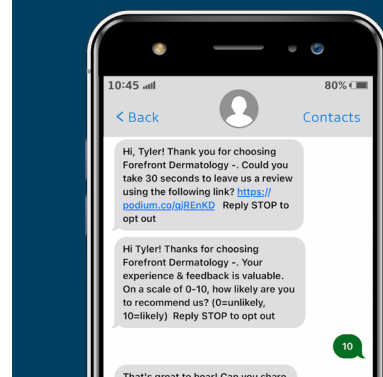 10:45
80%
< Back
Contacts
Hi, Tyler! Thank you for choosing
Forefront Dermatology -. Could you
take 30 seconds to leave us a review
using the following link? https://
podium.co/qjREnKD Reply STOP to
opt out
Hi Tyler! Thanks for choosing
Forefront Dermatology -. Your
experience & feedback is valuable.
On a scale of 0-10, how likely are you
to recommend us? (0=unlikely,
10=likely) Reply STOP to opt out
10
That's great to hear! Can you share